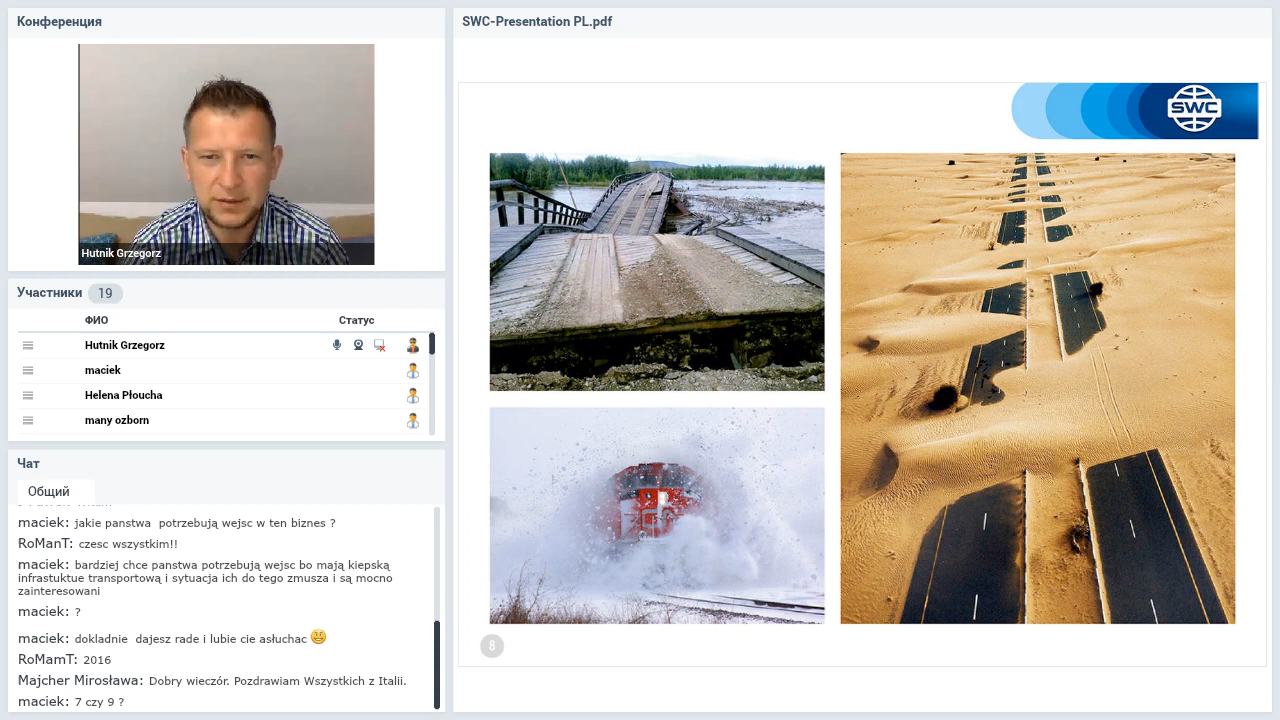 Конференция
Hutnik Grzegorz
Участники 19
ФИО Статус
Hutnik Grzegorz
maciek
Helena Płoucha
many ozborn
Чат
Общий
maciek: jakie panstwa potrzebują wejsc w ten biznes ?
RoManT: czesc wszystkim!!
maciek: bardziej chce panstwa potrzebują wejsc bo mają kiepską
infrastuktue transportową i sytuacja ich do tego zmusza i są mocno
zainteresowani
maciek: ?
maciek: dokladnie dajesz rade i lubie cie asłuchac
RoMamT: 2016
Majcher Mirosława: Dobry wieczór. Pozdrawiam Wszystkich z Italii.
maciek: 7 czy 9 ?
SWC-Presentation PL.pdf
SWC
8